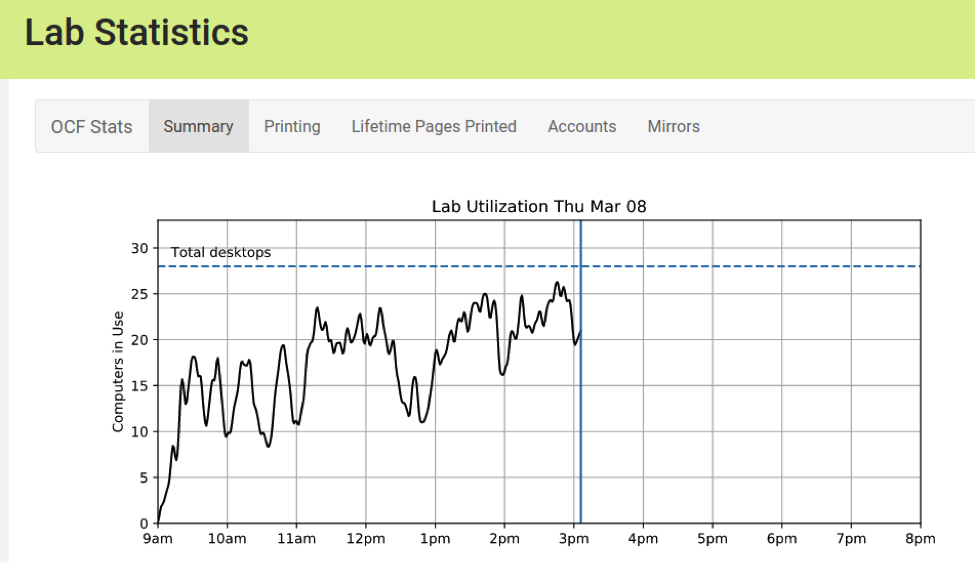 Lab Statistics
OCF Stats Summary Printing Lifetime Pages Printed Accounts Mirrors
Lab Utilization Thu Mar 08
30
Total desktops
25
20
15
10
5
0
Computers in Use
9am 10am 11am 12pm 1pm 2pm 3pm 4pm 5pm 6pm 7pm 8pm